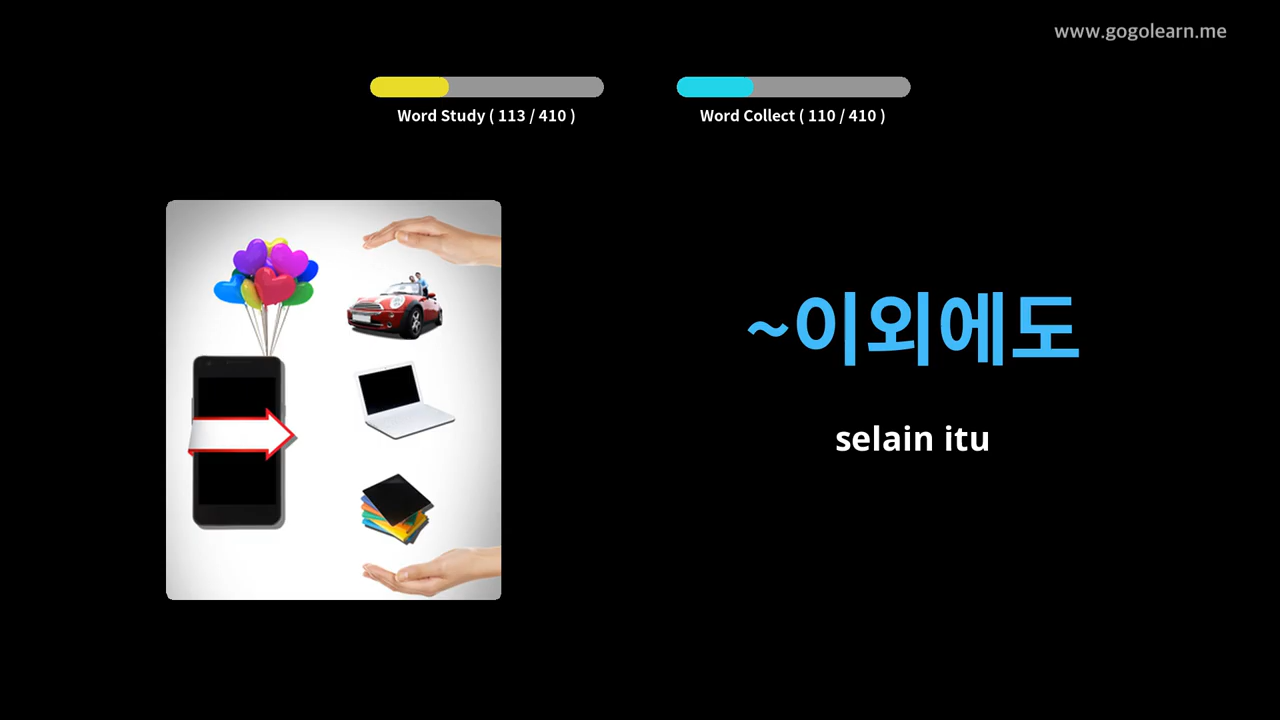 www.gogolearn.me
Word Study ( 113 / 410 )
Word Collect ( 110 / 410 )
~이외에도
selain itu